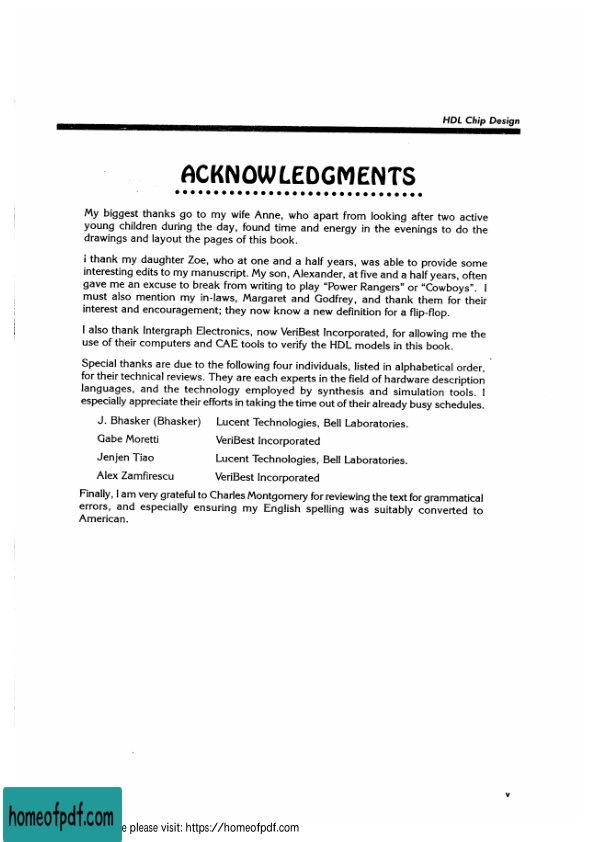 HDL Chip Design
ACKNOWLEDGMENTS
My biggest thanks go to my wife Anne, who apart from looking after two active
young children during the day, found time and energy in the evenings to do the
drawings and layout the pages of this book.
i thank my daughter Zoe, who at one and a half years, was able to provide some
interesting edits to my manuscript. My son, Alexander, at five and a half years, often
gave me an excuse to break from writing to play “Power Rangers” or “Cowboys”. I
must also mention my in-laws, Margaret and Godfrey, and thank them for their
interest and encouragement; they now know a new definition for a flip-flop.
I also thank Intergraph Electronics, now VeriBest Incorporated, for allowing me the
use of their computers and CAE tools to verify the HDL models in this book.
Special thanks are due to the following four individuals, listed in alphabetical order,
for their technical reviews. They are each experts in the field of hardware description
languages, and the technology employed by synthesis and simulation tools. I
especially appreciate their efforts in taking the time out of their already busy schedules.
J. Bhasker (Bhasker) Lucent Technologies, Bell Laboratories.
Gabe Moretti VeriBest Incorporated
Jenjen Tiao Lucent Technologies, Bell Laboratories.
Alex Zamfirescu VeriBest Incorporated
Finally, I am very grateful to Charles Montgomery for reviewing the text for grammatical
errors, and especially ensuring my English spelling was suitably converted to
American.
v
homeofpdf.com
e please visit: https://homeofpdf.com